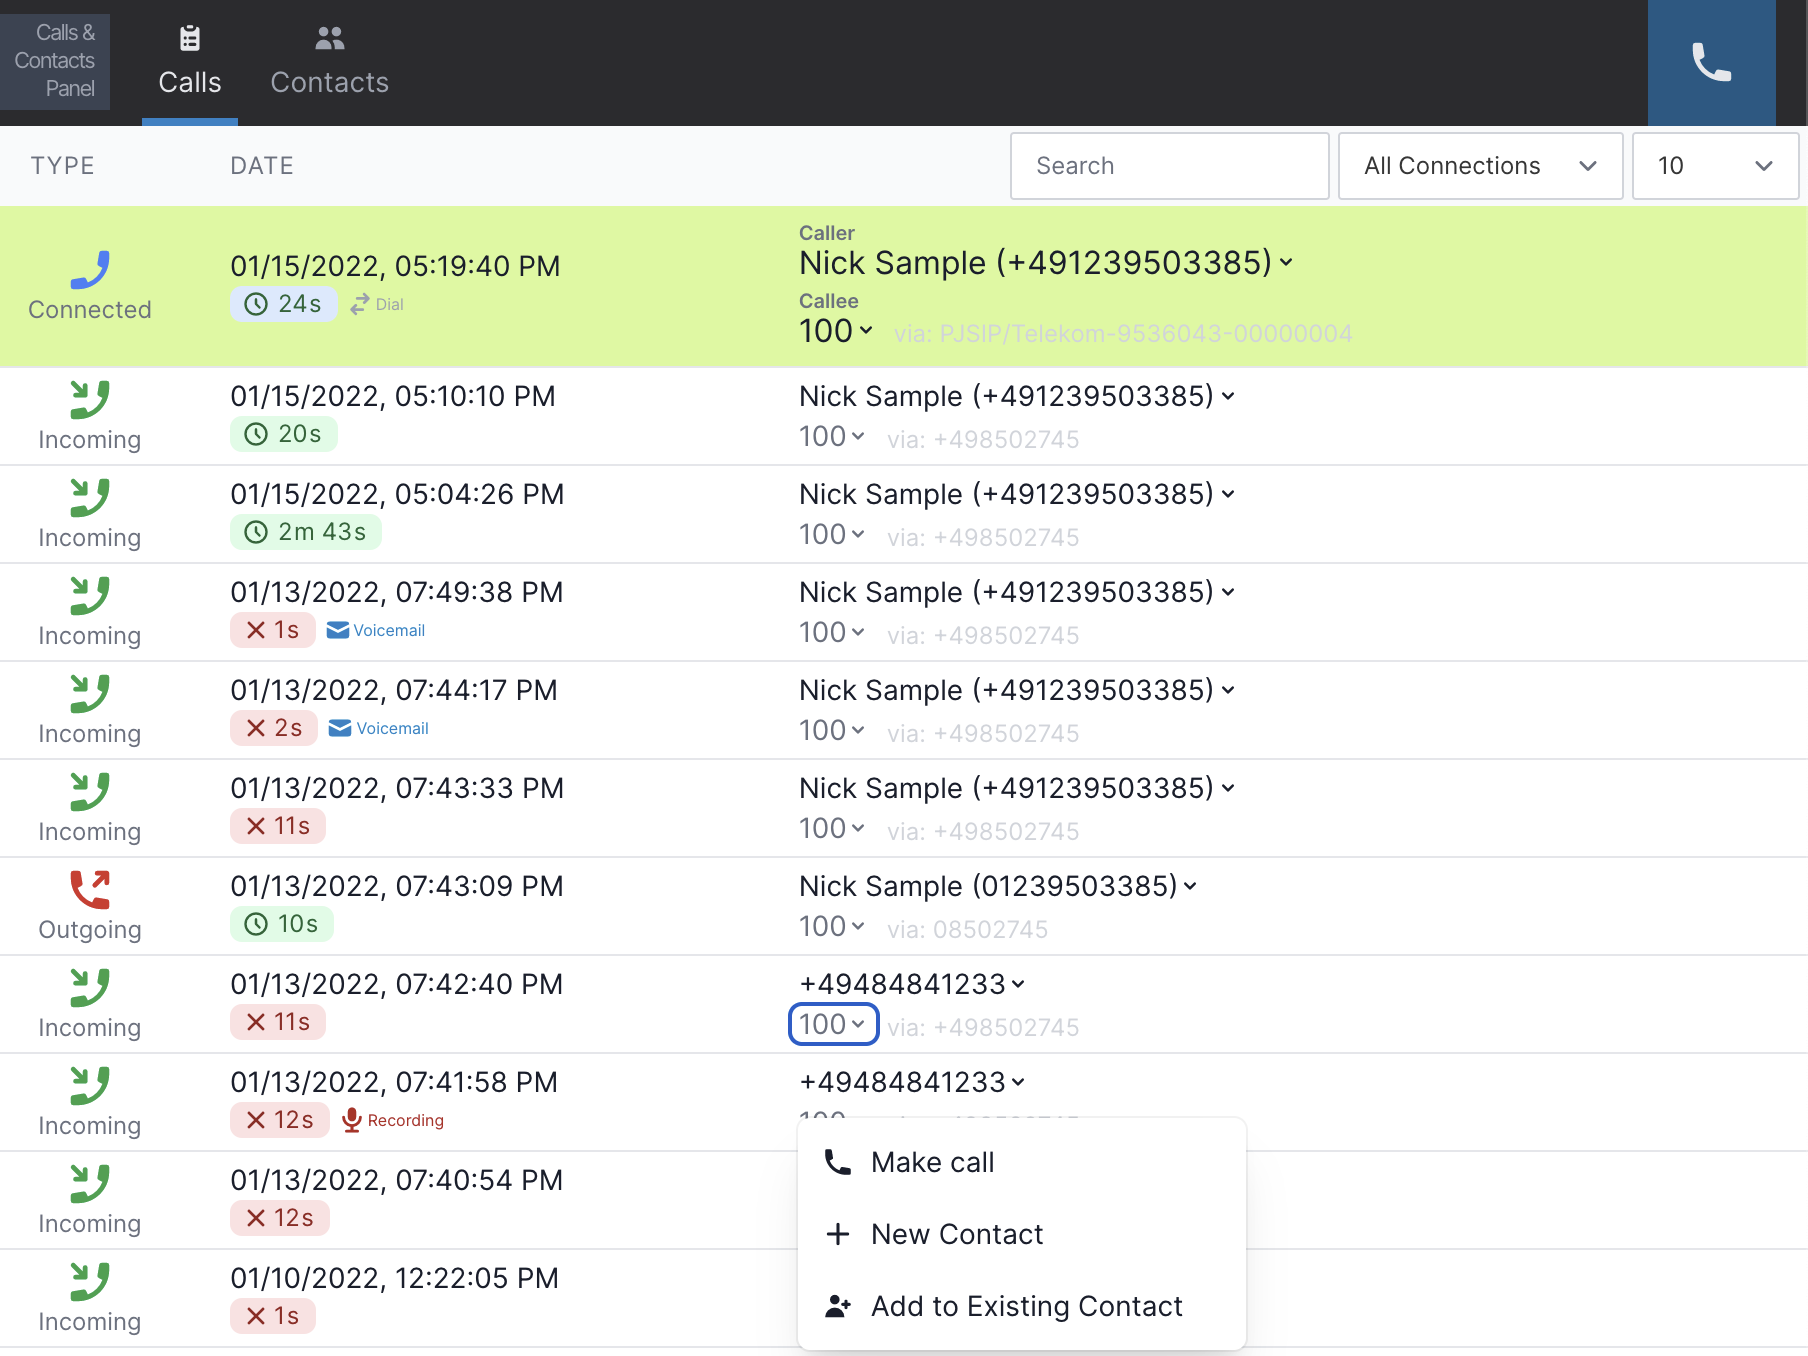 Calls &
Contacts
Panel
Calls
Contacts
TYPE
DATE
Search
All Connections
10
Connected
01/15/2022, 05:19:40 PM
24s
Dial
Caller
Nick Sample (+491239503385)
Callee
100
via: PJSIP/Telekom-9536043-00000004
Incoming
01/15/2022, 05:10:10 PM
20s
Nick Sample (+491239503385)
100
via: +498502745
Incoming
01/15/2022, 05:04:26 PM
2m 43s
Nick Sample (+491239503385)
100
via: +498502745
Incoming
01/13/2022, 07:49:38 PM
1s
Voicemail
Nick Sample (+491239503385)
100
via: +498502745
Incoming
01/13/2022, 07:44:17 PM
2s
Voicemail
Nick Sample (+491239503385)
100
via: +498502745
Incoming
01/13/2022, 07:43:33 PM
11s
Nick Sample (+491239503385)
100
via: +498502745
Outgoing
01/13/2022, 07:43:09 PM
10s
Nick Sample (01239503385)
100
via: 08502745
Incoming
01/13/2022, 07:42:40 PM
11s
+49484841233
100
via: +498502745
Incoming
01/13/2022, 07:41:58 PM
12s
Recording
+49484841233
Incoming
01/13/2022, 07:40:54 PM
12s
Incoming
01/10/2022, 12:22:05 PM
1s
Make call
New Contact
Add to Existing Contact